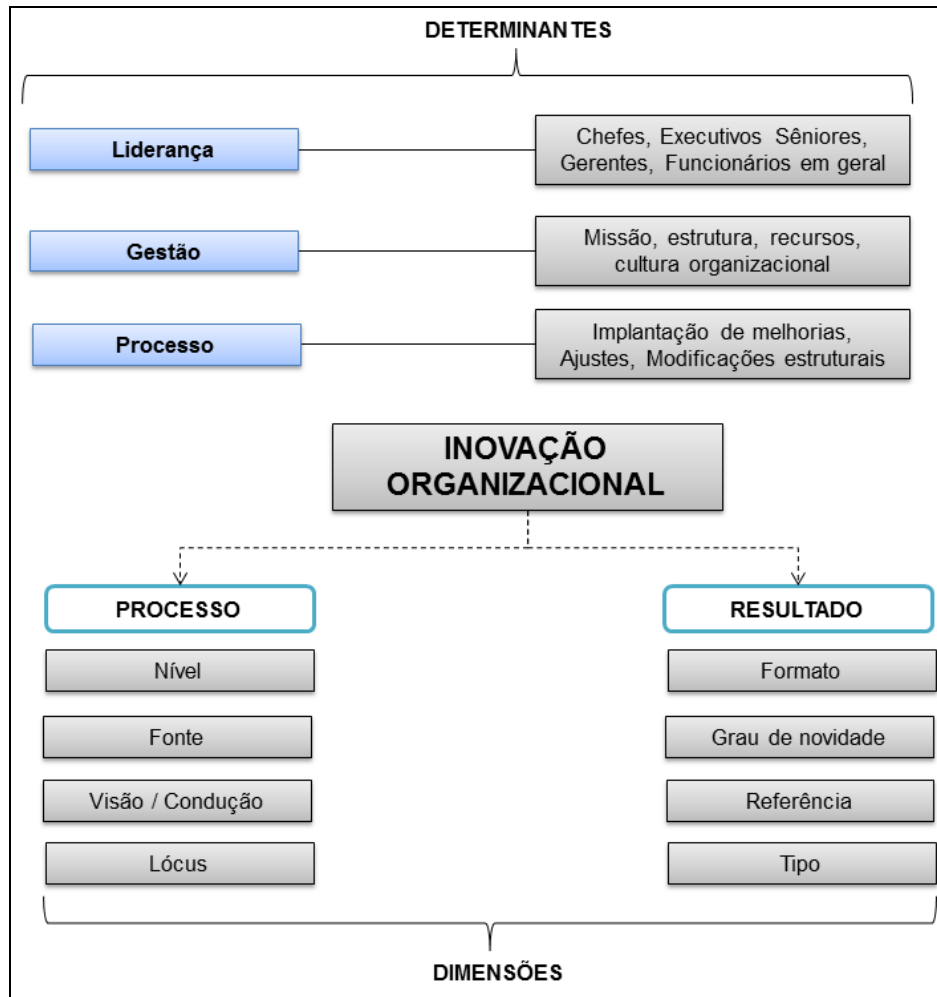 DETERMINANTES
Liderança
Chefes, Executivos Sêniores,
Gerentes, Funcionários em geral
Gestão
Missão, estrutura, recursos,
cultura organizacional
Processo
Implantação de melhorias,
Ajustes, Modificações estruturais
INOVAÇÃO
ORGANIZACIONAL
PROCESSO
RESULTADO
Nível
Formato
Fonte
Grau de novidade
Visão / Condução
Referência
Lócus
Tipo
DIMENSÕES